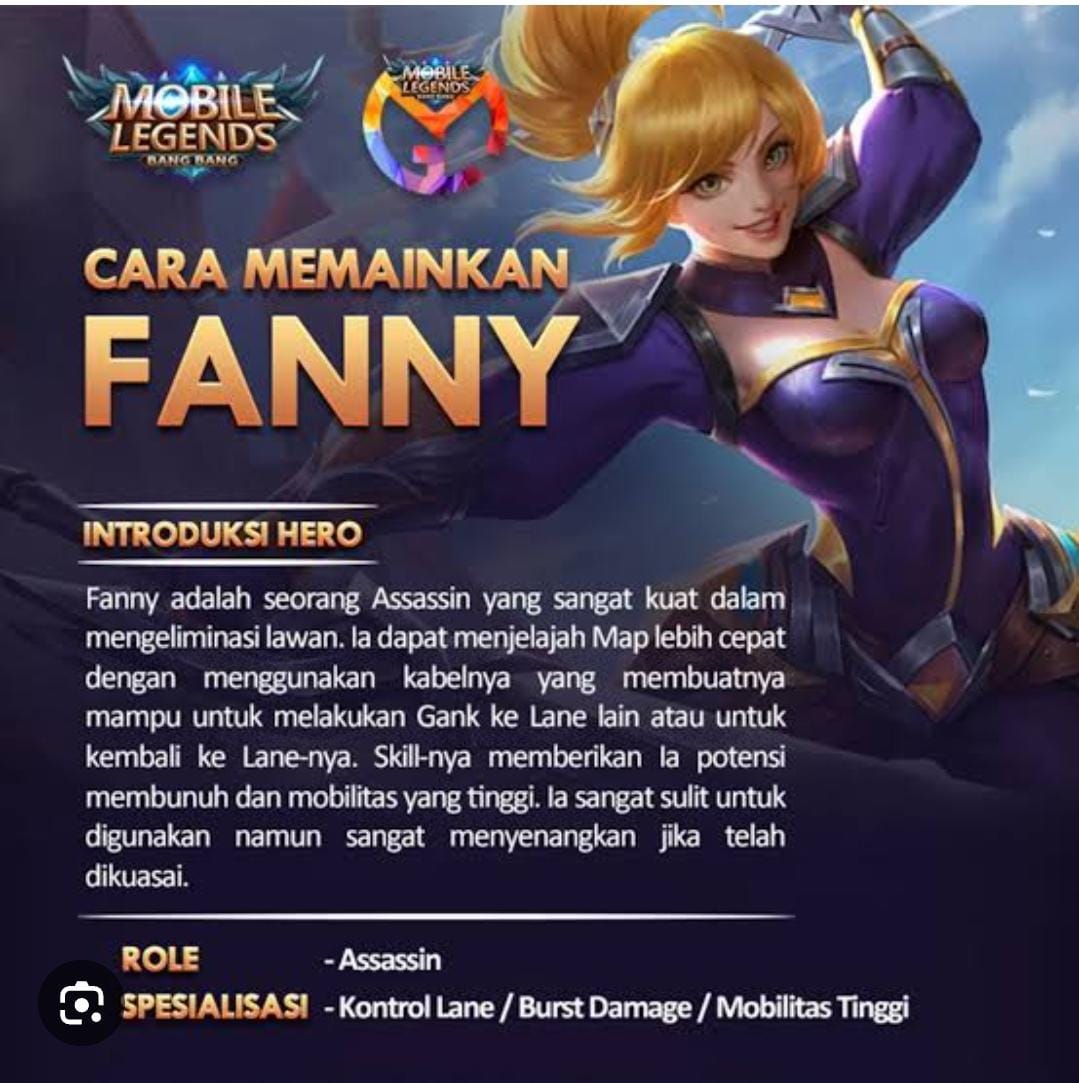 MOBILE
LEGENDS
BANG BANG
MOBILE
LEGENDS
BANG BANG
CARA MEMAINKAN
FANNY
INTRODUKSI HERO
Fanny adalah seorang Assassin yang sangat kuat dalam
mengeliminasi lawan. Ia dapat menjelajah Map lebih cepat
dengan menggunakan kabelnya yang membuatnya
mampu untuk melakukan Gank ke Lane lain atau untuk
kembali ke Lane-nya. Skill-nya memberikan Ia potensi
membunuh dan mobilitas yang tinggi. Ia sangat sulit untuk
digunakan namun sangat menyenangkan jika telah
dikuasai.
ROLE - Assassin
SPESIALISASI - Kontrol Lane / Burst Damage / Mobilitas Tinggi